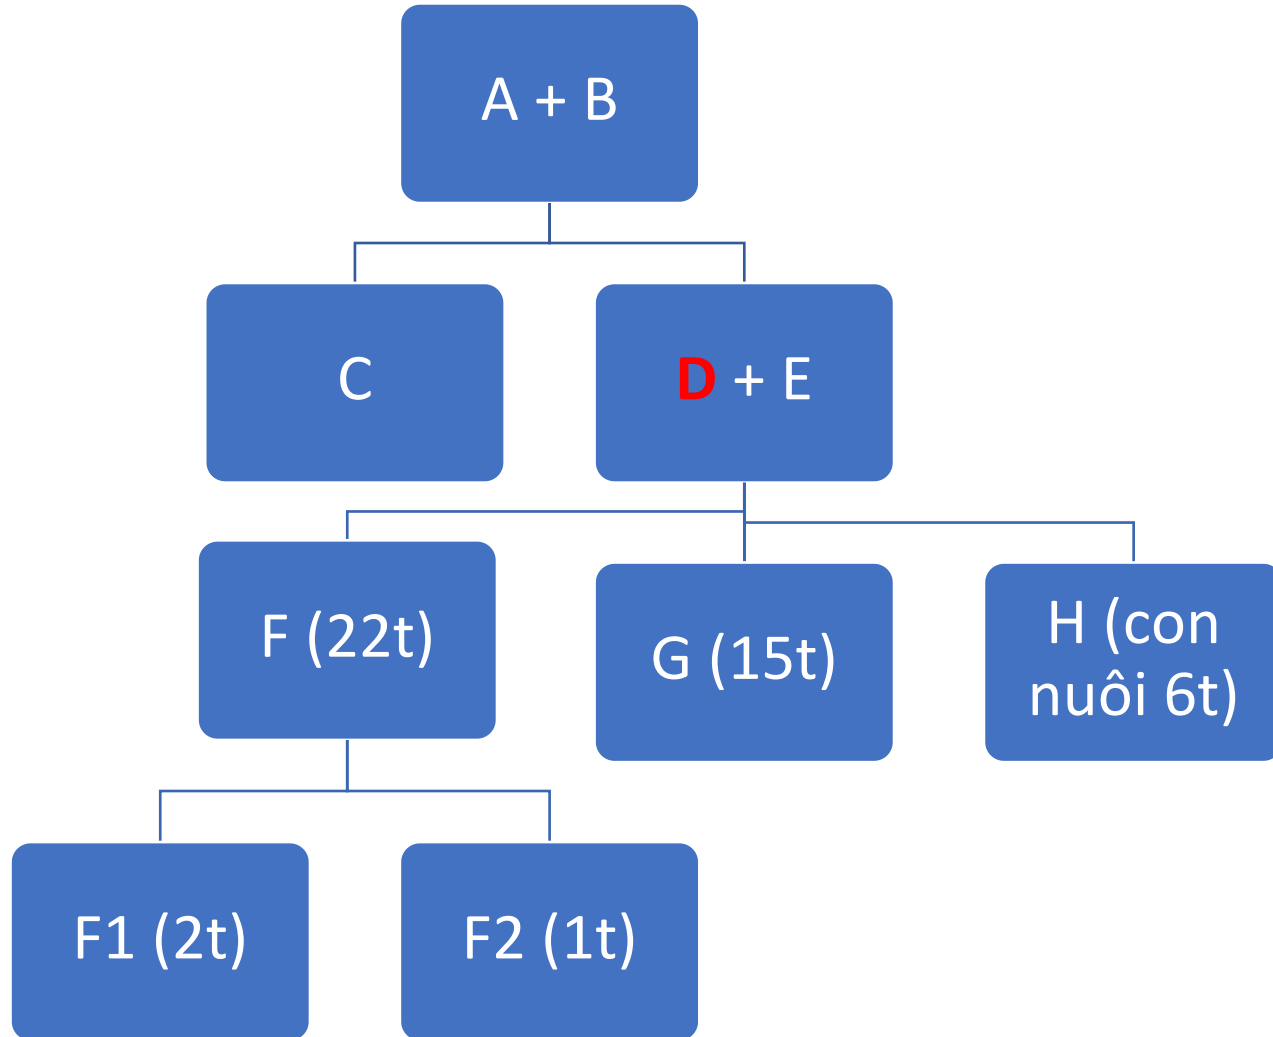 A + B
C
D + E
F (22t)
G (15t)
H (con
nuôi 6t)
F1 (2t)
F2 (1t)